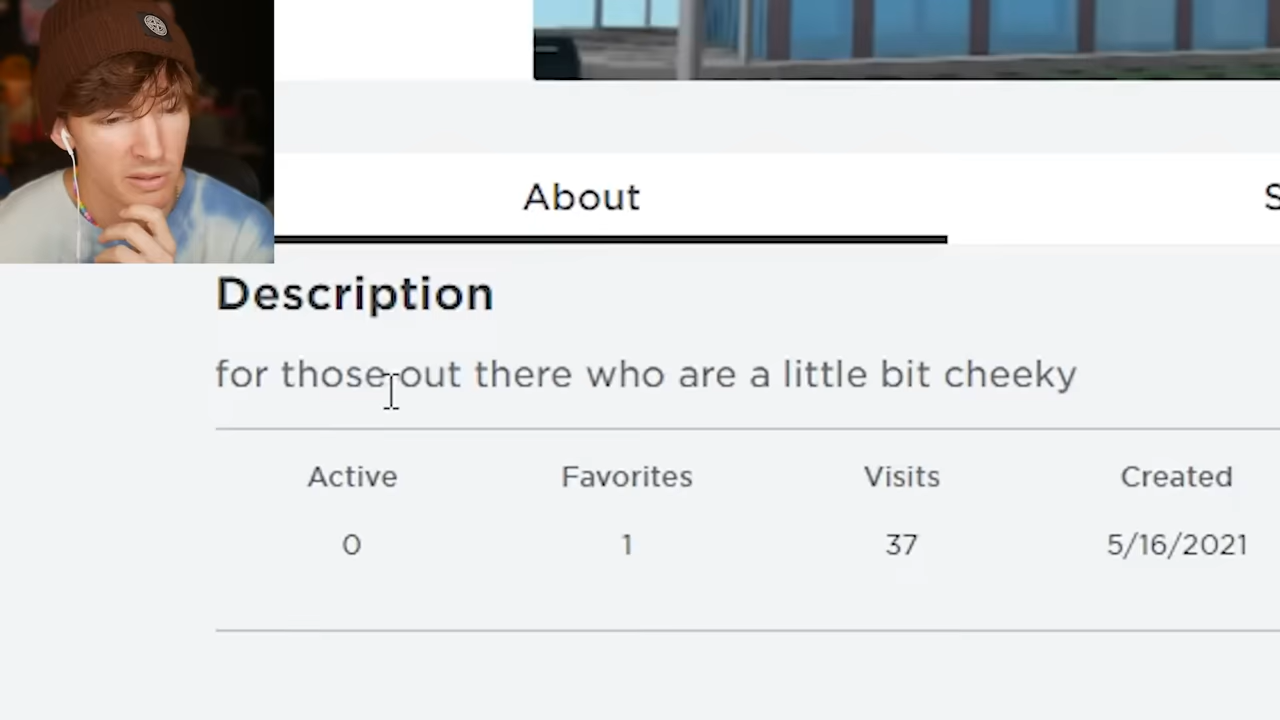 About
S
Description
for those out there who are a little bit cheeky
Active Favorites Visits Created
0 1 37 5/16/2021